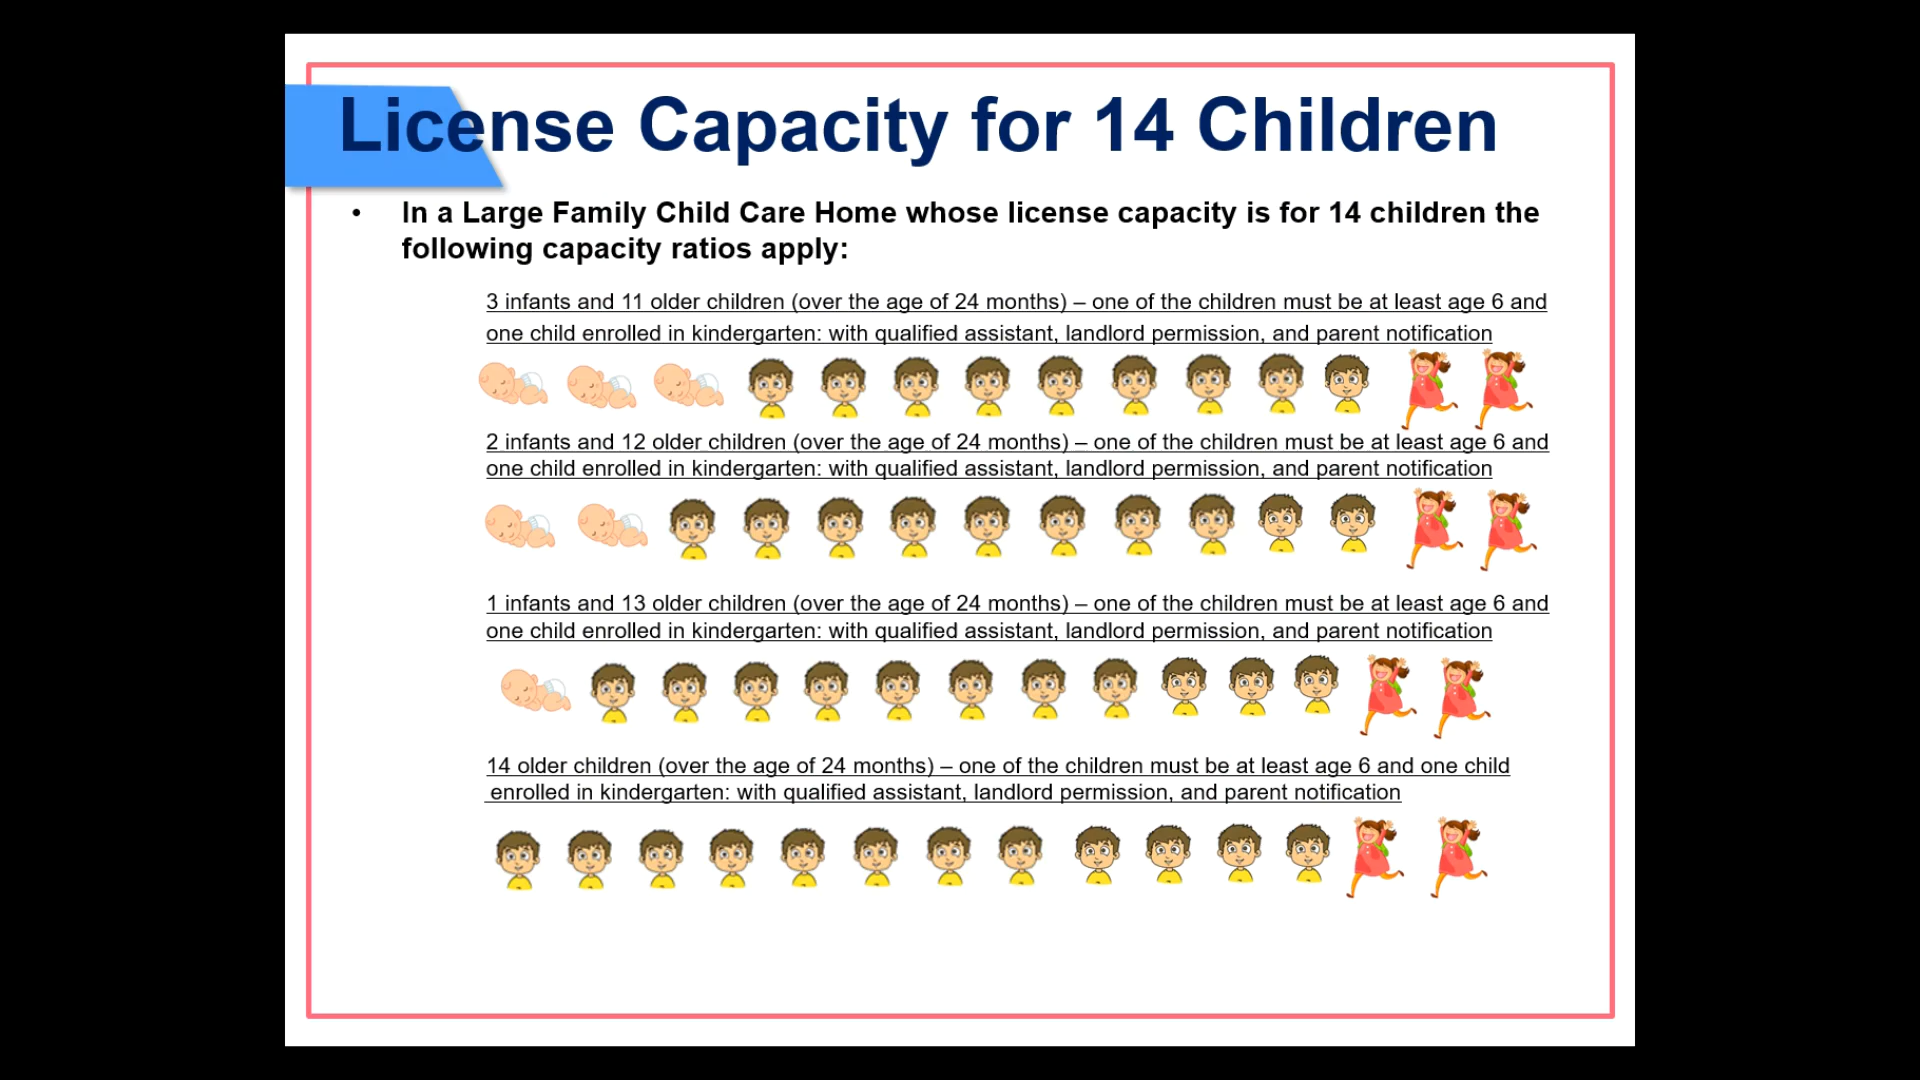 License Capacity for 14 Children
• In a Large Family Child Care Home whose license capacity is for 14 children the
following capacity ratios apply:
3 infants and 11 older children (over the age of 24 months) – one of the children must be at least age 6 and
one child enrolled in kindergarten: with qualified assistant, landlord permission, and parent notification
2 infants and 12 older children (over the age of 24 months) – one of the children must be at least age 6 and
one child enrolled in kindergarten: with qualified assistant, landlord permission, and parent notification
1 infants and 13 older children (over the age of 24 months) – one of the children must be at least age 6 and
one child enrolled in kindergarten: with qualified assistant, landlord permission, and parent notification
14 older children (over the age of 24 months) – one of the children must be at least age 6 and one child
enrolled in kindergarten: with qualified assistant, landlord permission, and parent notification